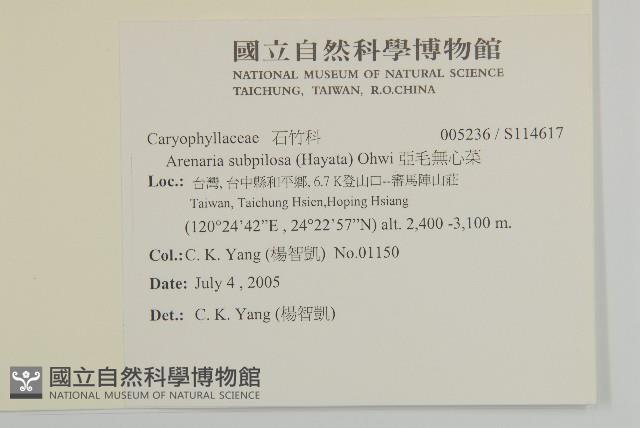 國立自然科學博物館
NATIONAL MUSEUM OF NATURAL SCIENCE
TAICHUNG, TAIWAN, R.O.CHINA
Caryophyllaceae 石竹科 005236 / S114617
Arenaria subpilosa (Hayata) Ohwi 亞毛無心菜
Loc.: 台灣, 台中縣和平鄉, 6.7 K登山口--審馬陣山莊
Taiwan, Taichung Hsien,Hoping Hsiang
(120°24'42”E , 24°22'57”N) alt. 2,400 -3,100 m.
Col.: C. K. Yang (楊智凱) No.01150
Date: July 4 , 2005
Det.: C. K. Yang (楊智凱)
國立自然科學博物館
NATIONAL MUSEUM OF NATURAL SCIENCE